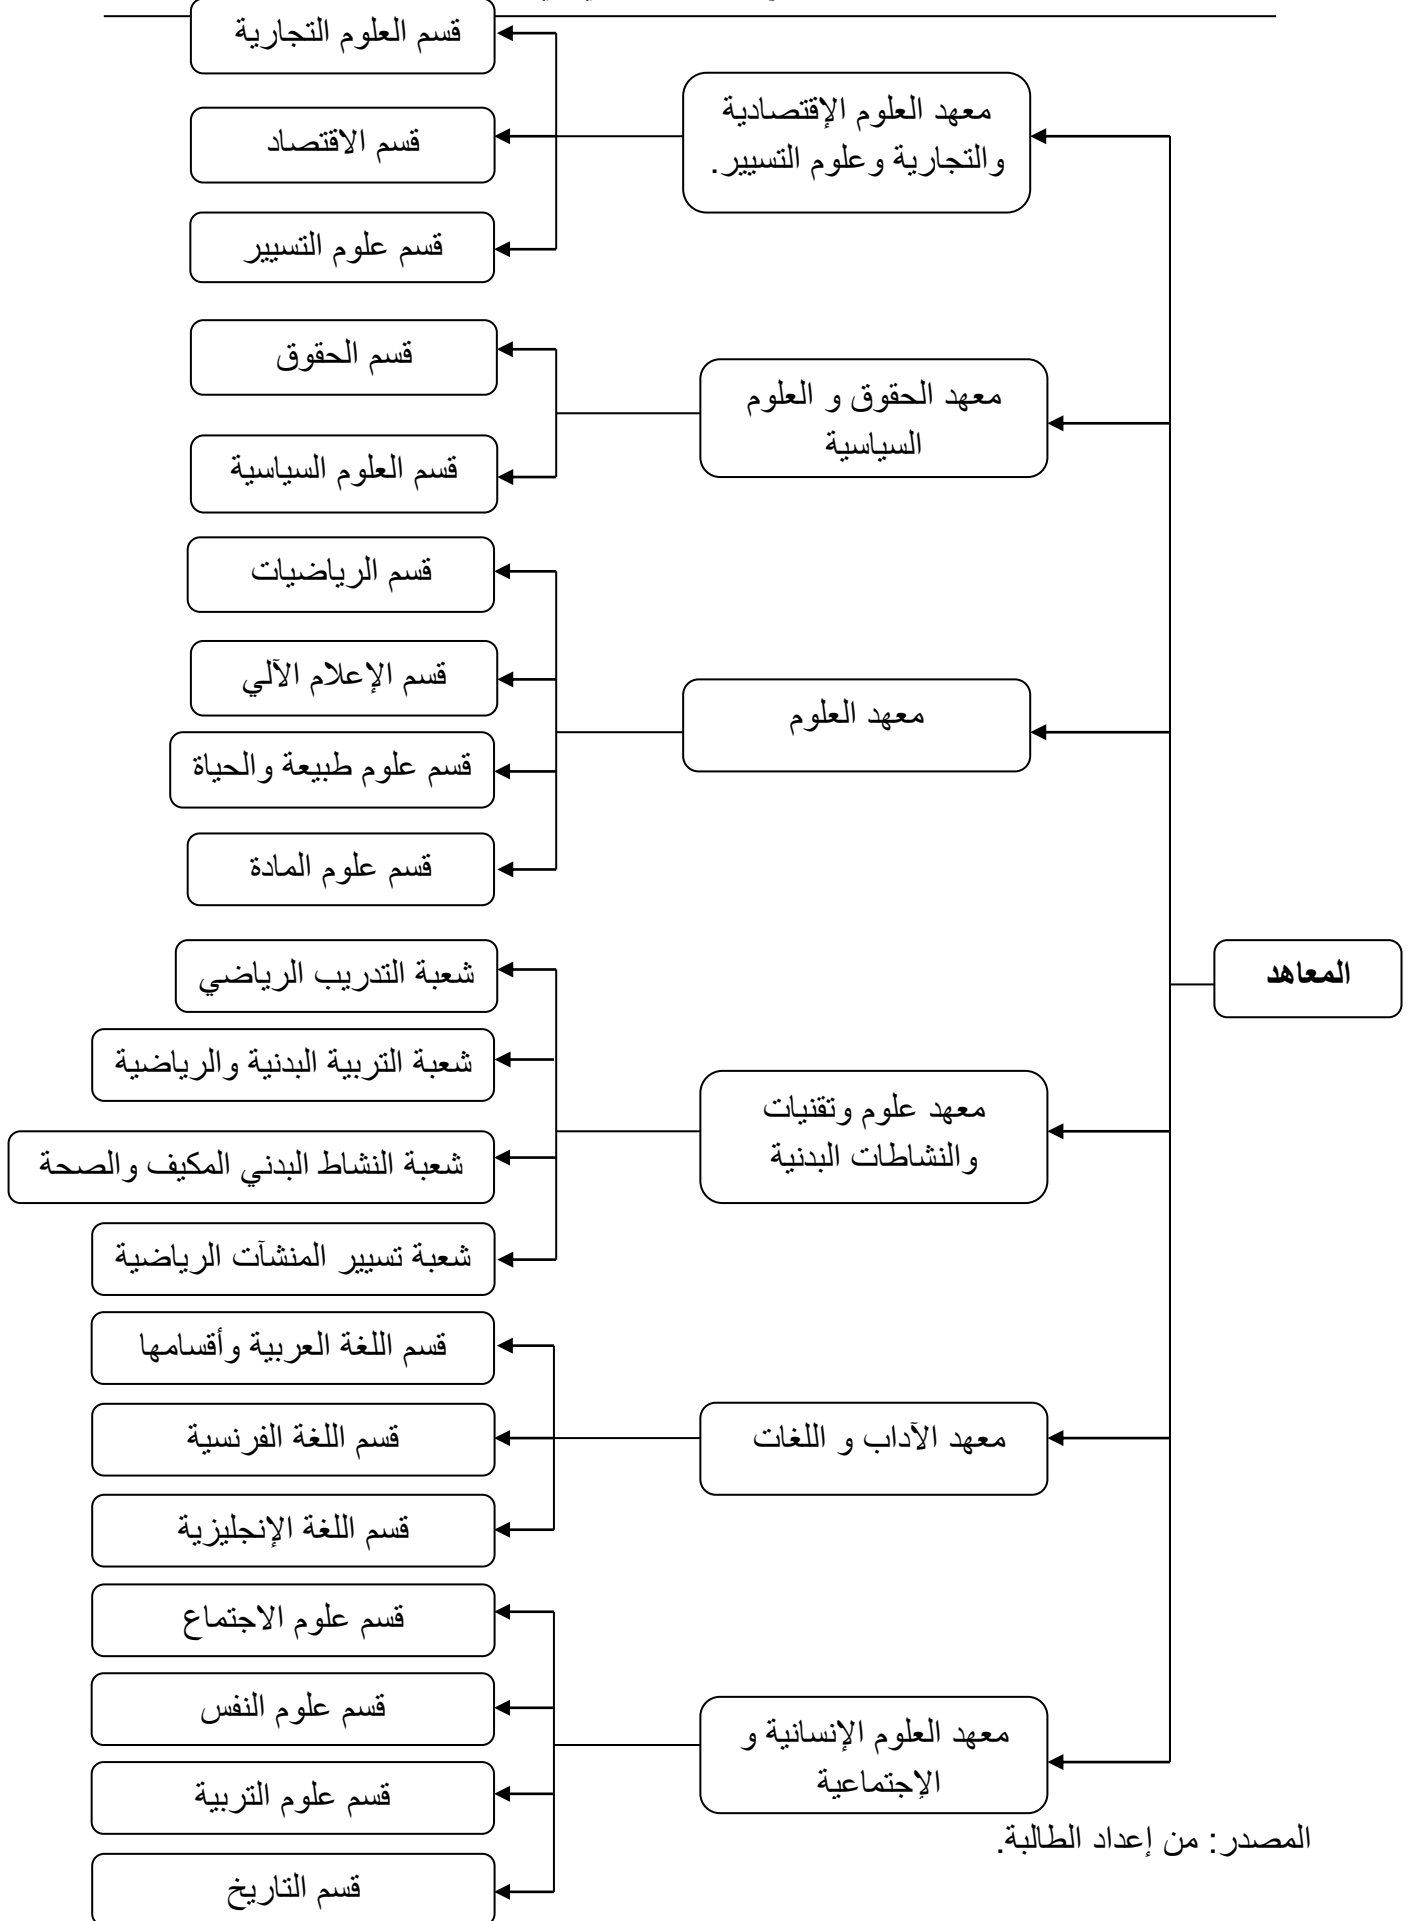 قسم العلوم التجارية
معهد العلوم الإقتصادية
والتجارية وعلوم التسيير.
قسم الاقتصاد
قسم علوم التسيير
قسم الحقوق
معهد الحقوق و العلوم
السياسية
قسم العلوم السياسية
قسم الرياضيات
قسم الإعلام الآلي
معهد العلوم
قسم علوم طبيعة والحياة
قسم علوم المادة
المعاهد
شعبة التدريب الرياضي
شعبة التربية البدنية والرياضية
معهد علوم وتقنيات
والنشاطات البدنية
شعبة النشاط البدني المكيف والصحة
شعبة تسيير المنشآت الرياضية
قسم اللغة العربية وأقسامها
معهد الآداب و اللغات
قسم اللغة الفرنسية
قسم اللغة الإنجليزية
قسم علوم الاجتماع
قسم علوم النفس
معهد العلوم الإنسانية و
الإجتماعية
قسم علوم التربية
قسم التاريخ
المصدر: من إعداد الطالبة.